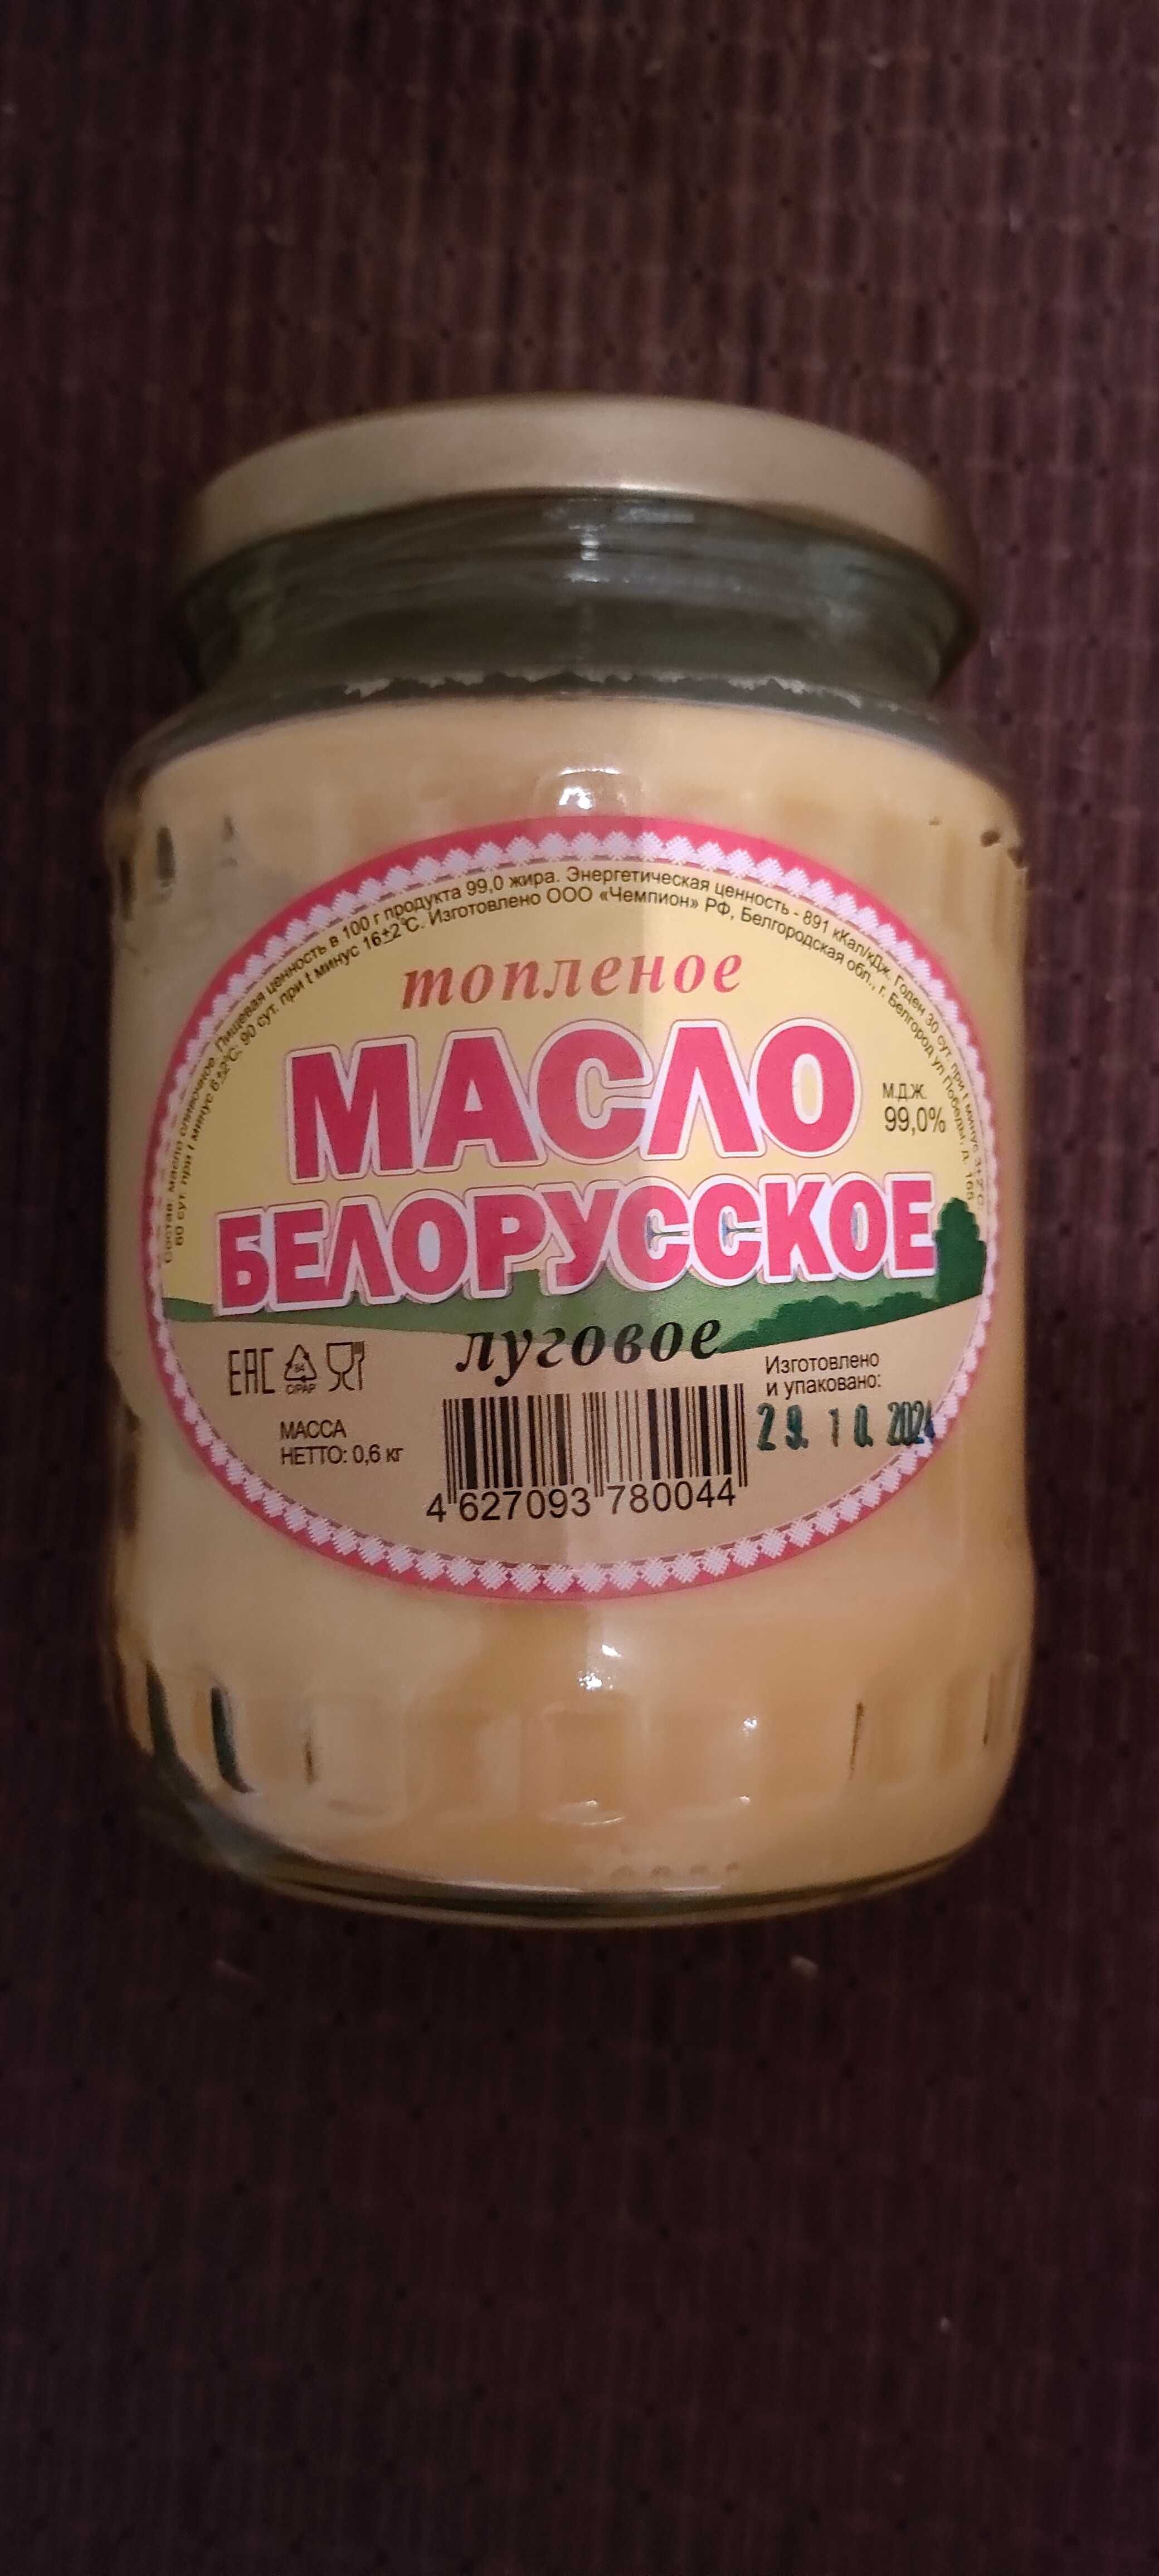 Состав: масло сливочное. Пищевая ценность в 100 г продукта 99,0 жира. Энергетическая ценность - 891 кКал/кДж. Годен 30 сут. при t минус 3±2°С.
60 сут. при t минус 6±2°С. 90 сут. при t минус 16±2°С. Изготовлено ООО «Чемпион» РФ, Белгородская обл., г. Белгород ул Победы, д. 165
топленое
МАСЛО
м.д.ж.
99,0%
БЕЛОРУССКОЕ
луговое
EAC
84
C/PAP
Изготовлено
и упаковано:
29. 10. 2024
МАССА
НЕТТО: 0,6 кг
4 627093 780044